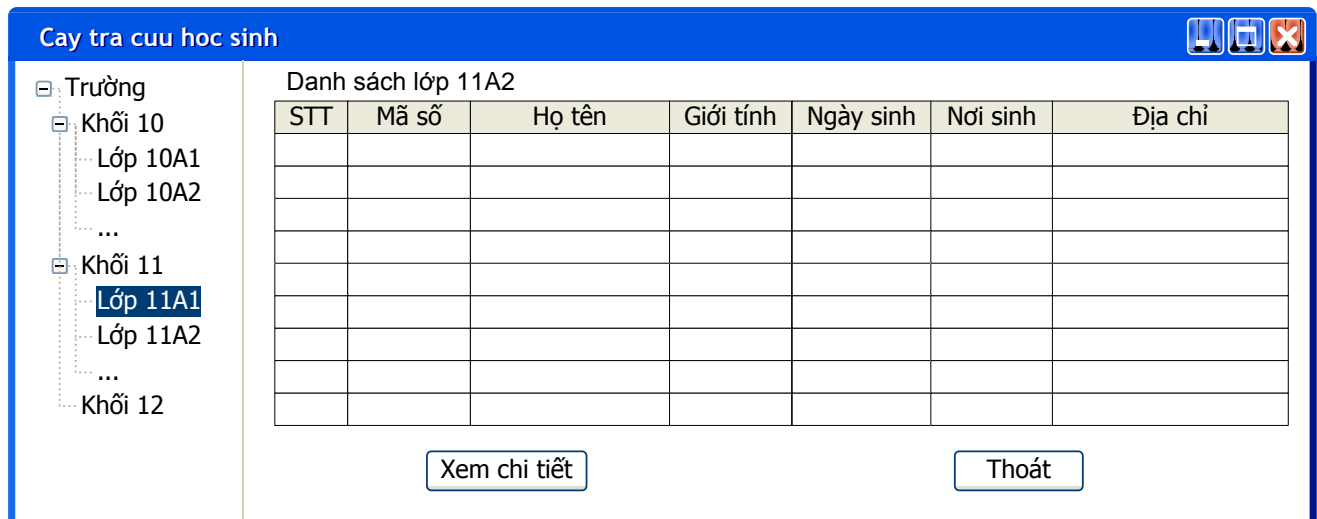 Cay tra cuu hoc sinh
Trường
Khối 10
Lớp 10A1
Lớp 10A2
...
Khối 11
Lớp 11A1
Lớp 11A2
...
Khối 12
Danh sách lớp 11A2
STT Mã số Họ tên Giới tính Ngày sinh Nơi sinh Địa chỉ
Xem chi tiết Thoát